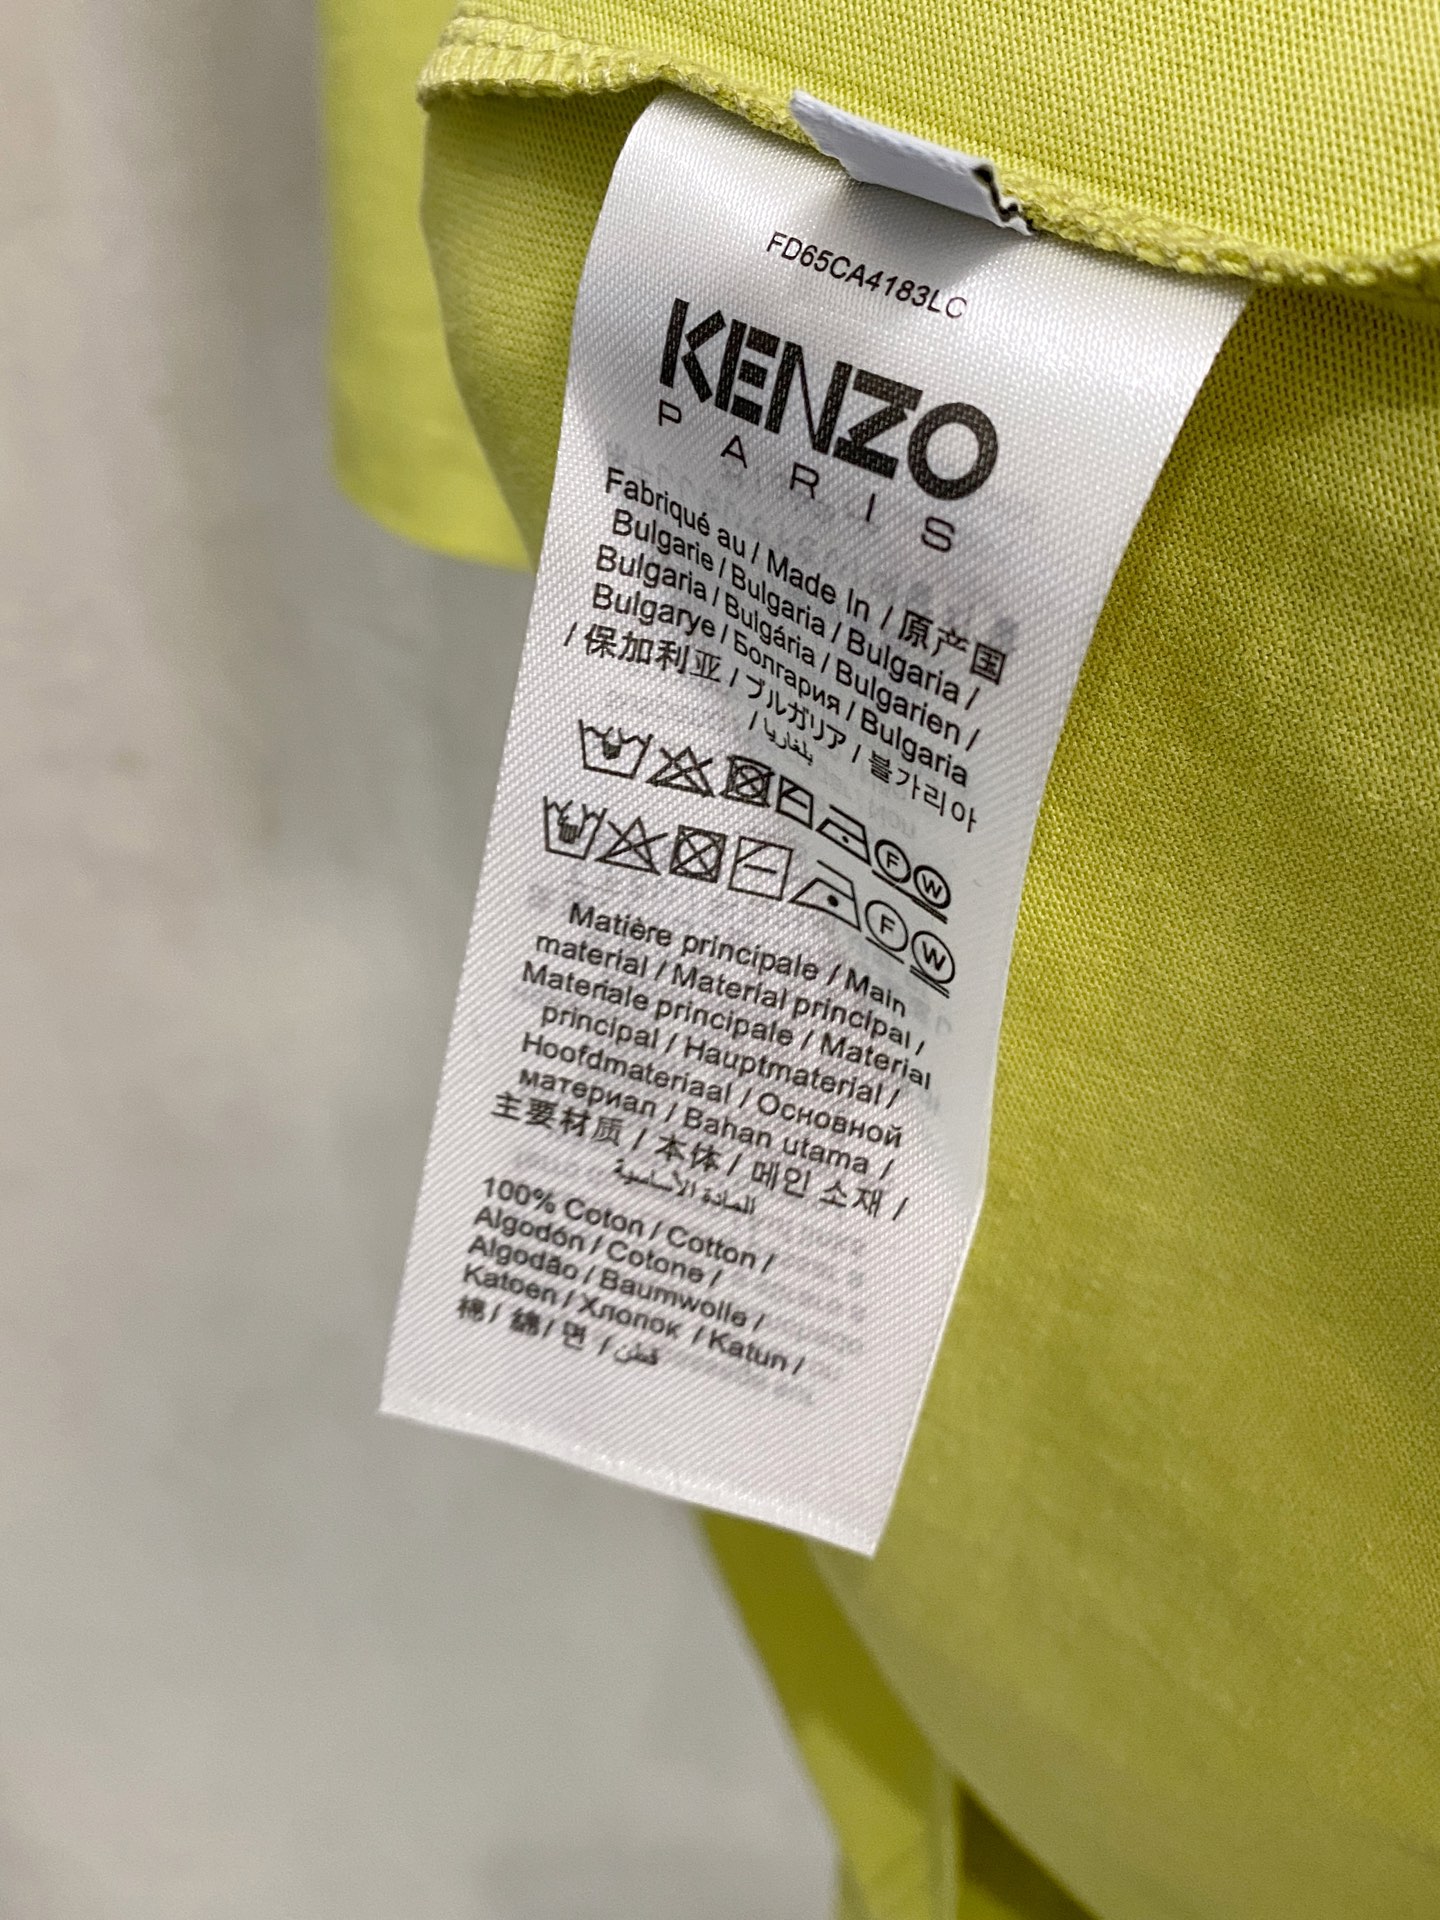 FD65CA4183LC
KENZO
PARIS
Fabriqué au / Made In / 原产国
Bulgarie / Bulgaria / Bulgaria /
Bulgaria / Bulgária / Bulgarien /
Bulgarye / Болгария / Bulgaria
/ 保加利亚 / ブルガリア / 불가리아
/ بلغاريا
F W
F W
Matière principale / Main
material / Material principal /
Materiale principale / Material
principal / Hauptmaterial /
Hoofdmateriaal / Основной
материал / Bahan utama /
主要材质 / 本体 / 메인 소재 /
المادة الأساسية
100% Coton / Cotton /
Algodón / Cotone /
Algodão / Baumwolle /
Katoen / Хлопок / Katun /
棉 / 綿 / 면 / قطن